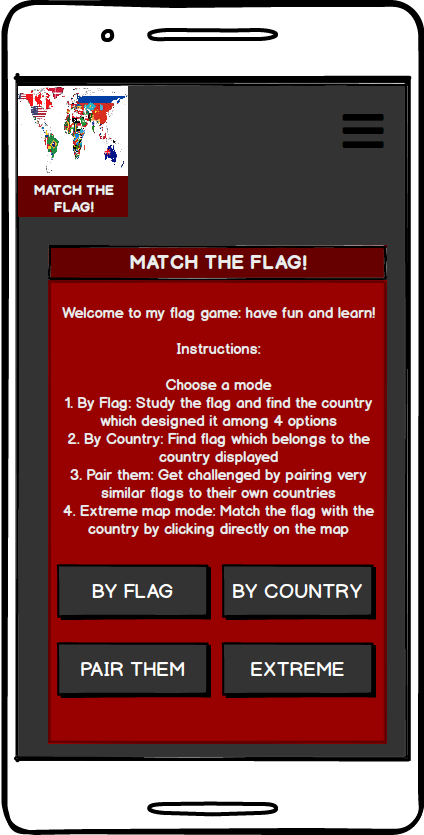 MATCH THE
FLAG!
MATCH THE FLAG!
Welcome to my flag game: have fun and learn!
Instructions:
Choose a mode
1. By Flag: Study the flag and find the country
which designed it among 4 options
2. By Country: Find flag which belongs to the
country displayed
3. Pair them: Get challenged by pairing very
similar flags to their own countries
4. Extreme map mode: Match the flag with the
country by clicking directly on the map
BY FLAG
BY COUNTRY
PAIR THEM
EXTREME